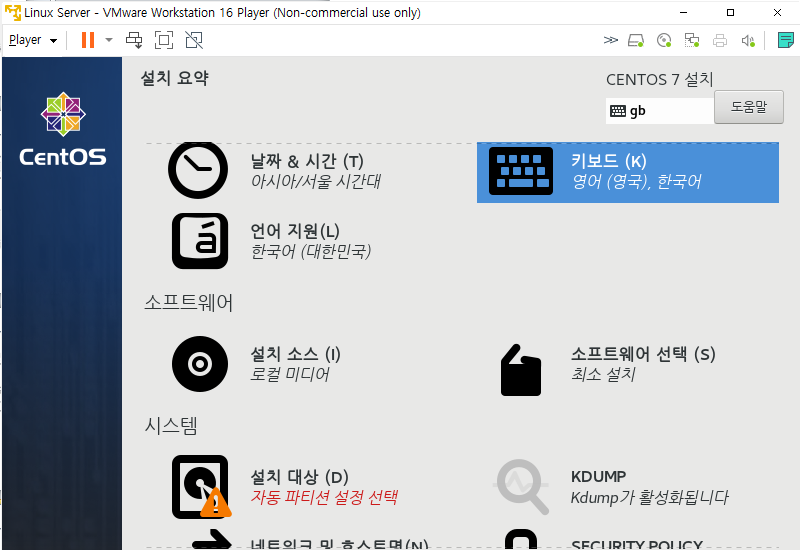 Linux Server - VMware Workstation 16 Player (Non-commercial use only)
Player
설치 요약
CENTOS 7 설치
gb
도움말
CentOS
날짜 & 시간 (T)
아시아/서울 시간대
키보드 (K)
영어 (영국), 한국어
언어 지원(L)
한국어 (대한민국)
소프트웨어
설치 소스 (I)
로컬 미디어
소프트웨어 선택 (S)
최소 설치
시스템
설치 대상 (D)
자동 파티션 설정 선택
KDUMP
Kdump가 활성화됩니다
네트워크 및 호스트명(N)
SECURITY POLICY